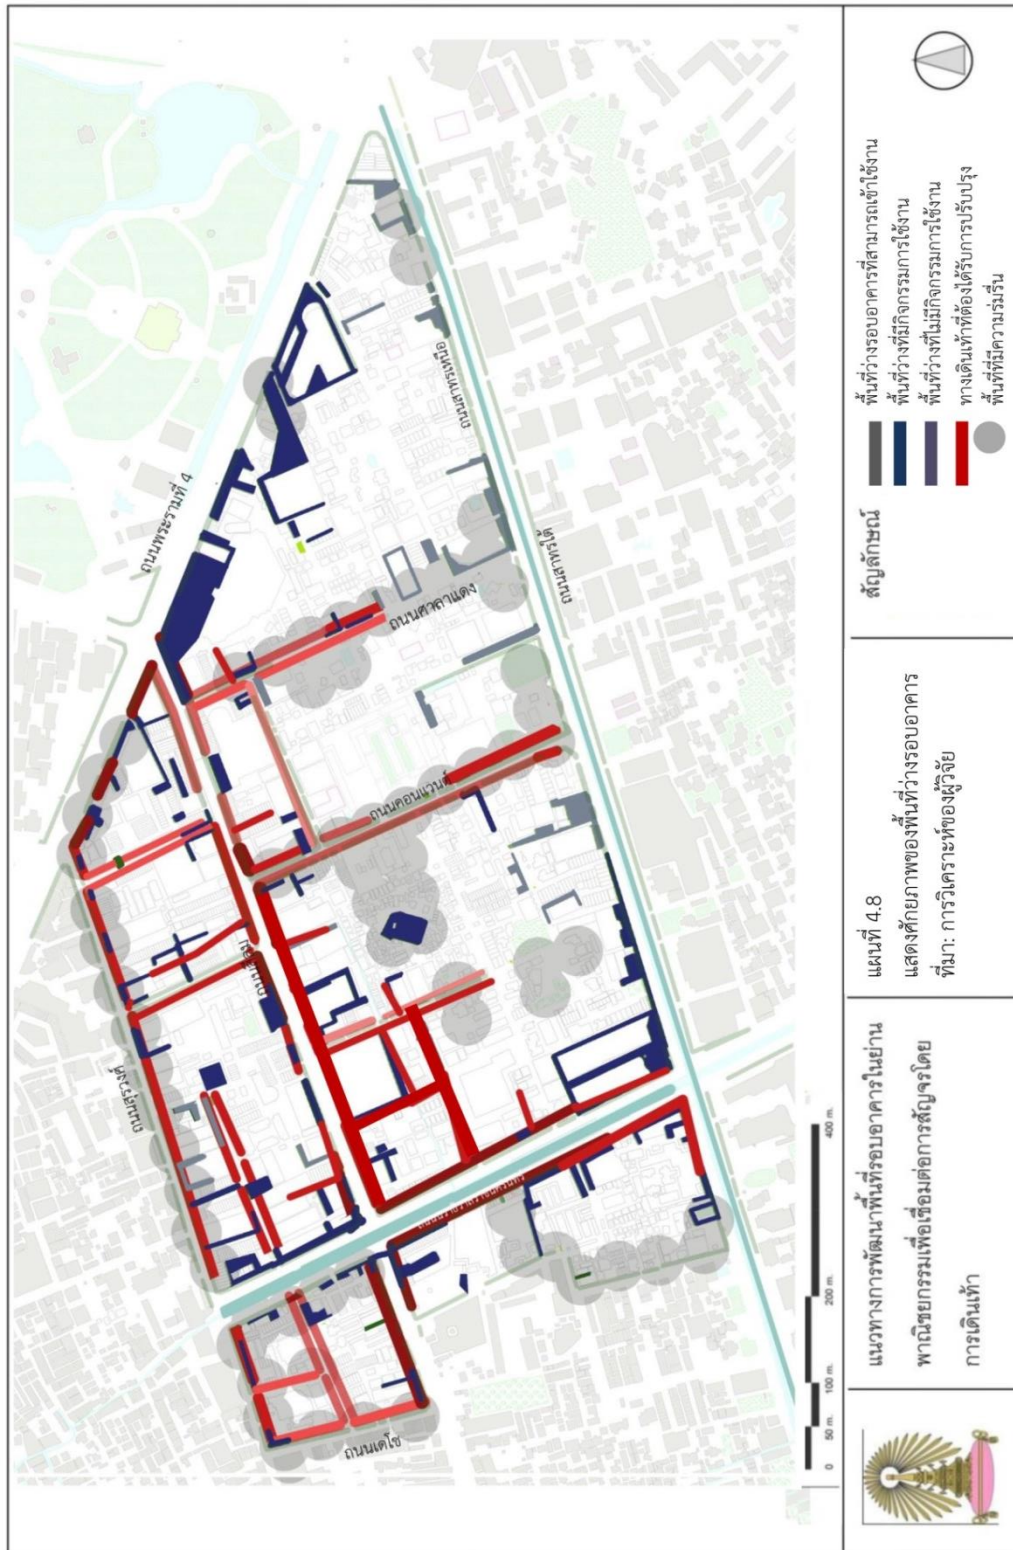 ถนนพระรามที่ 4
ถนนสาทรเหนือ
ถนนสาทรใต้
ถนนศาลาแดง
ถนนคอนแวนต์
ถนนสุรวงศ์
ถนนเดโช
0 50 m. 100 m. 200 m. 400 m.
แนวทางการพัฒนาพื้นที่รอบอาคารในย่าน
พาณิชยกรรมเพื่อเชื่อมต่อการสัญจรโดย
การเดินเท้า
แผนที่ 4.8
แสดงศักยภาพของพื้นที่ว่างรอบอาคาร
ที่มา: การวิเคราะห์ของผู้วิจัย
สัญลักษณ์
พื้นที่ว่างรอบอาคารที่สามารถเข้าใช้งาน
พื้นที่ว่างที่มีกิจกรรมการใช้งาน
พื้นที่ว่างที่ไม่มีกิจกรรมการใช้งาน
ทางเดินเท้าที่ต้องได้รับการปรับปรุง
พื้นที่ที่มีความร่มรื่น